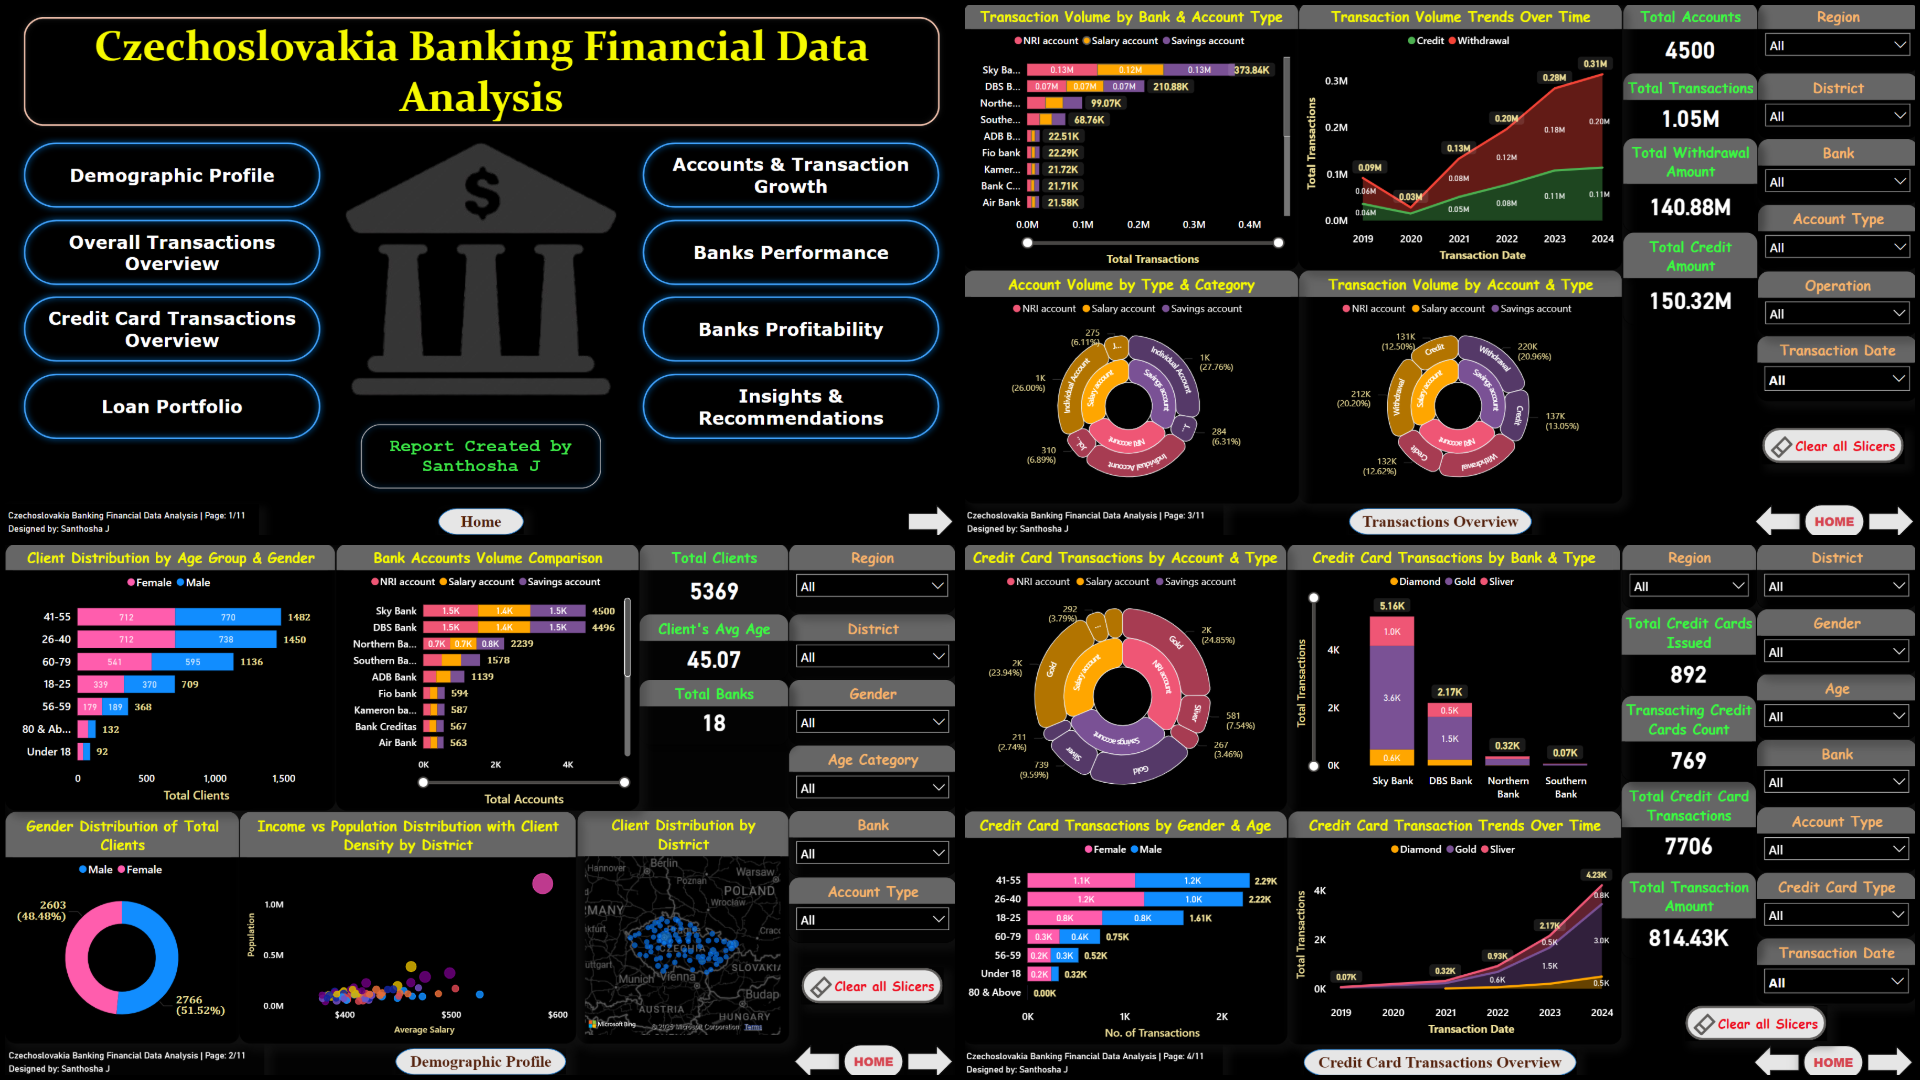 Czechoslovakia Banking Financial Data
Analysis
Demographic Profile
Overall Transactions
Overview
Credit Card Transactions
Overview
Loan Portfolio
$
Accounts & Transaction
Growth
Banks Performance
Banks Profitability
Insights &
Recommendations
Report Created by
Santhosha J
Czechoslovakia Banking Financial Data Analysis | Page: 1/11
Designed by: Santhosha J
Home
Transaction Volume by Bank & Account Type
NRI account Salary account Savings account
Sky Ba... 0.13M 0.12M 0.13M 373.84K
DBS B... 0.07M 0.07M 0.07M 210.88K
Northe... 99.07K
Southe... 68.76K
ADB B... 22.51K
Fio bank 22.29K
Kamer... 21.72K
Bank C... 21.71K
Air Bank 21.58K
0.0M 0.1M 0.2M 0.3M 0.4M
Total Transactions
Transaction Volume Trends Over Time
Credit Withdrawal
Total Transactions
0.3M
0.2M
0.1M
0.0M
0.09M 0.03M 0.13M 0.20M 0.28M 0.31M
0.06M 0.08M 0.12M 0.18M 0.20M
0.04M 0.05M 0.08M 0.11M 0.11M
2019 2020 2021 2022 2023 2024
Transaction Date
Account Volume by Type & Category
NRI account Salary account Savings account
275
(6.11%)
1K
(27.76%)
1K
(26.00%)
284
(6.31%)
310
(6.89%)
Individual Account
J...
Individual Account
J...
Individual Account
Joi...
Salary account
Savings account
NRI account
Transaction Volume by Account & Type
NRI account Salary account Savings account
131K
(12.50%)
220K
(20.96%)
212K
(20.20%)
137K
(13.05%)
132K
(12.62%)
Credit
Withdrawal
Withdrawal
Credit
Credit
Withdrawal
Salary account
Savings account
NRI account
Total Accounts
4500
Total Transactions
1.05M
Total Withdrawal
Amount
140.88M
Total Credit
Amount
150.32M
Region
All
District
All
Bank
All
Account Type
All
Operation
All
Transaction Date
All
Clear all Slicers
Czechoslovakia Banking Financial Data Analysis | Page: 3/11
Designed by: Santhosha J
Transactions Overview
HOME
Client Distribution by Age Group & Gender
Female Male
41-55 712 770 1482
26-40 712 738 1450
60-79 541 595 1136
18-25 339 370 709
56-59 179 189 368
80 & Ab... 132
Under 18 92
0 500 1,000 1,500
Total Clients
Bank Accounts Volume Comparison
NRI account Salary account Savings account
Sky Bank 1.5K 1.4K 1.5K 4500
DBS Bank 1.5K 1.4K 1.5K 4496
Northern Ba... 0.7K 0.7K 0.8K 2239
Southern Ba... 1578
ADB Bank 1139
Fio bank 594
Kameron ba... 587
Bank Creditas 567
Air Bank 563
0K 2K 4K
Total Accounts
Total Clients
5369
Client's Avg Age
45.07
Total Banks
18
Region
All
District
All
Gender
All
Age Category
All
Bank
All
Account Type
All
Clear all Slicers
Gender Distribution of Total
Clients
Male Female
2603
(48.48%)
2766
(51.52%)
Income vs Population Distribution with Client
Density by District
Population
1.0M
0.5M
0.0M
$400 $500 $600
Average Salary
Client Distribution by
District
Hannover
Berlin
Poznan
Warsaw
POLAND
Wrocław
MANY
kfurt
Prague
Crac
CZECHIA
uttgart
SLOVAKIA
Munich
Vienna
Budap
AUSTRIA
HUNGARY
Microsoft Bing
© 2025 Microsoft Corporation Terms
Czechoslovakia Banking Financial Data Analysis | Page: 2/11
Designed by: Santhosha J
Demographic Profile
HOME
Credit Card Transactions by Account & Type
NRI account Salary account Savings account
292
(3.79%)
2K
(24.85%)
2K
(23.94%)
581
(7.54%)
211
(2.74%)
267
(3.46%)
739
(9.59%)
Gold
Gold
Silver
Silver
Gold
...
Salary account
NRI account
Savings account
Credit Card Transactions by Bank & Type
Diamond Gold Sliver
Total Transactions
4K
2K
0K
5.16K
1.0K
3.6K
0.6K
2.17K
0.5K
1.5K
0.32K
0.07K
Sky Bank DBS Bank Northern Southern
Bank Bank
Credit Card Transactions by Gender & Age
Female Male
41-55 1.1K 1.2K 2.29K
26-40 1.2K 1.0K 2.22K
18-25 0.8K 0.8K 1.61K
60-79 0.3K 0.4K 0.75K
56-59 0.2K 0.3K 0.52K
Under 18 0.2K 0.32K
80 & Above 0.00K
0K 1K 2K
No. of Transactions
Credit Card Transaction Trends Over Time
Diamond Gold Sliver
Total Transactions
4K
2K
0K
0.07K 0.32K 0.93K 2.17K 4.23K
0.8K
0.5K
3.0K
1.5K
0.6K
0.5K
2019 2020 2021 2022 2023 2024
Transaction Date
Region
All
Total Credit Cards
Issued
892
Transacting Credit
Cards Count
769
Total Credit Card
Transactions
7706
Total Transaction
Amount
814.43K
District
All
Gender
All
Age
All
Bank
All
Account Type
All
Credit Card Type
All
Transaction Date
All
Clear all Slicers
Czechoslovakia Banking Financial Data Analysis | Page: 4/11
Designed by: Santhosha J
Credit Card Transactions Overview
HOME